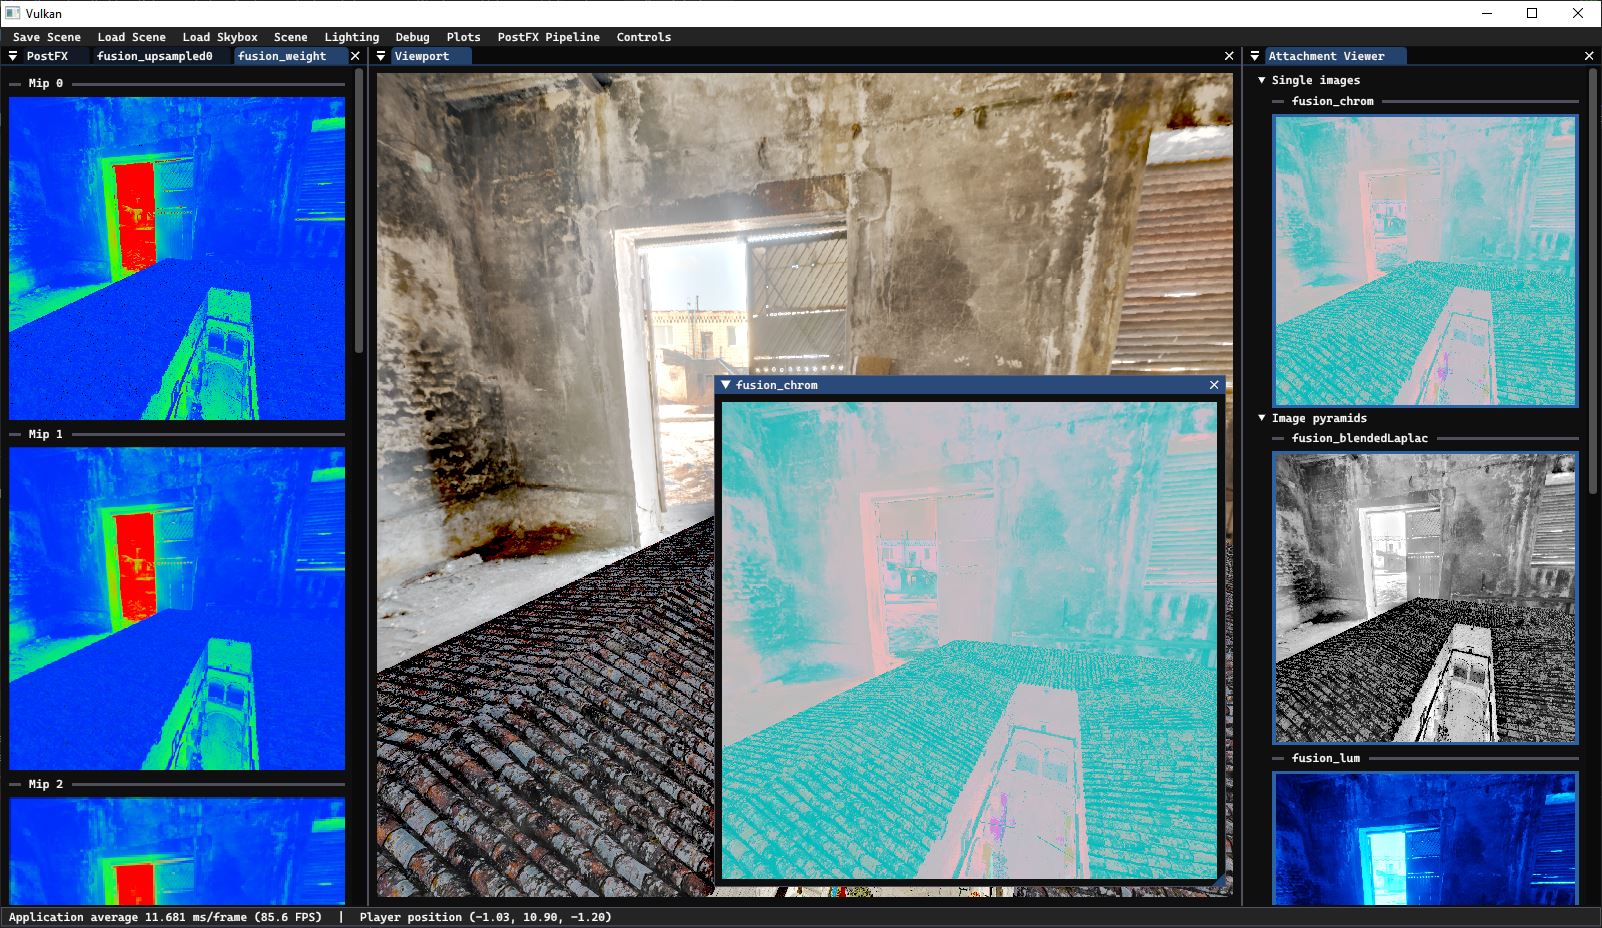 Vulkan
Save Scene Load Scene Load Skybox Scene Lighting Debug Plots PostFX Pipeline Controls
PostFX fusion_upsampled0 fusion_weight
Mip 0
Mip 1
Mip 2
Viewport
fusion_chrom
Attachment Viewer
Single images
fusion_chrom
Image pyramids
fusion_blendedLaplac
fusion_lum
Application average 11.681 ms/frame (85.6 FPS) | Player position (-1.03, 10.90, -1.20)